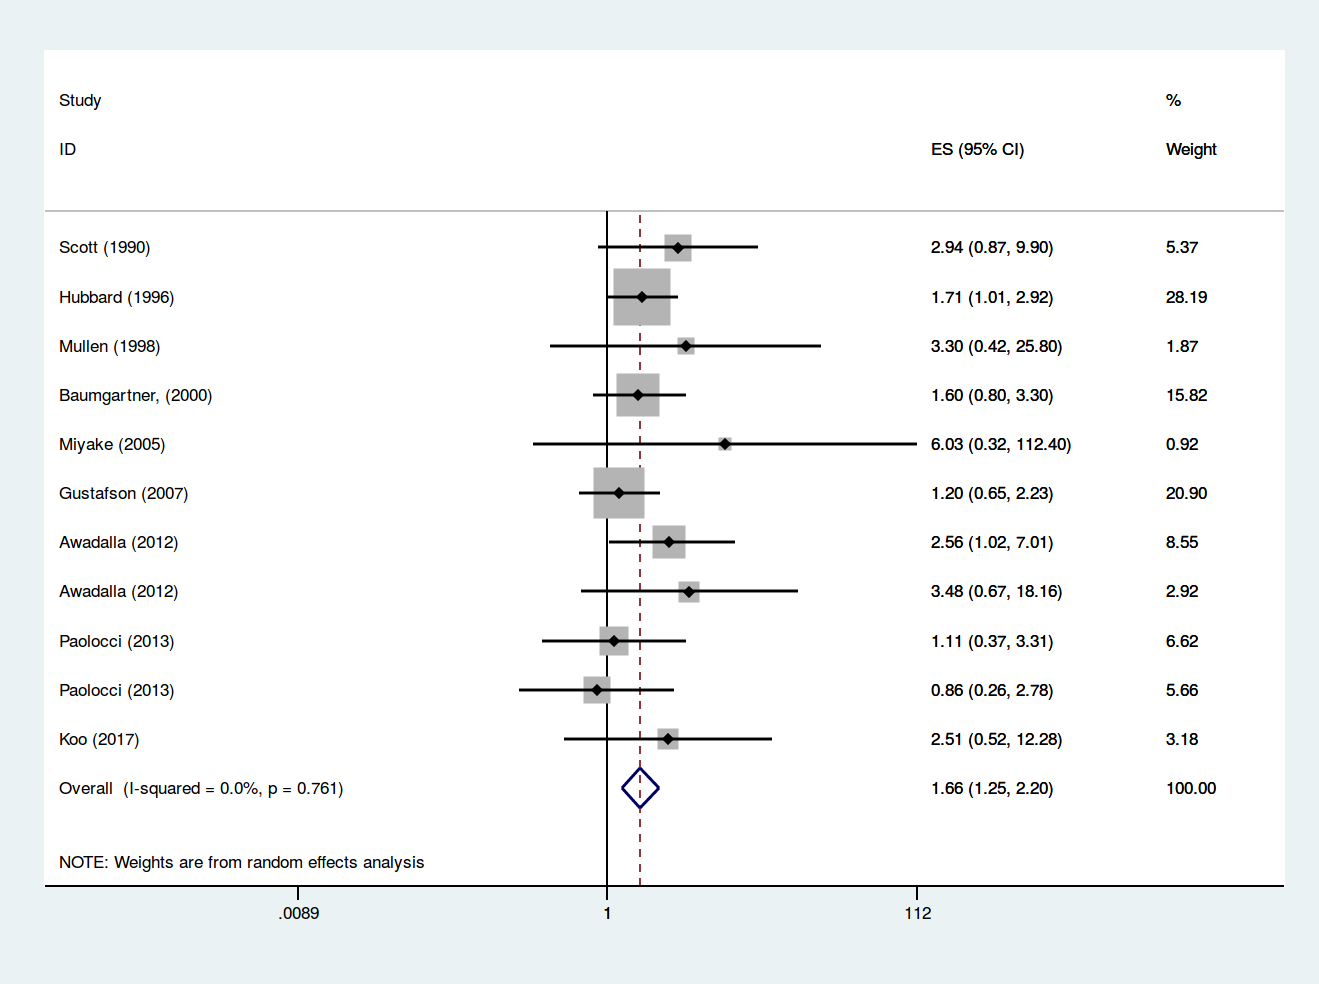 Study %
ID ES (95% CI) Weight
Scott (1990) 2.94 (0.87, 9.90) 5.37
Hubbard (1996) 1.71 (1.01, 2.92) 28.19
Mullen (1998) 3.30 (0.42, 25.80) 1.87
Baumgartner, (2000) 1.60 (0.80, 3.30) 15.82
Miyake (2005) 6.03 (0.32, 112.40) 0.92
Gustafson (2007) 1.20 (0.65, 2.23) 20.90
Awadalla (2012) 2.56 (1.02, 7.01) 8.55
Awadalla (2012) 3.48 (0.67, 18.16) 2.92
Paolocci (2013) 1.11 (0.37, 3.31) 6.62
Paolocci (2013) 0.86 (0.26, 2.78) 5.66
Koo (2017) 2.51 (0.52, 12.28) 3.18
Overall (I-squared = 0.0%, p = 0.761) 1.66 (1.25, 2.20) 100.00
NOTE: Weights are from random effects analysis
.0089 1 112